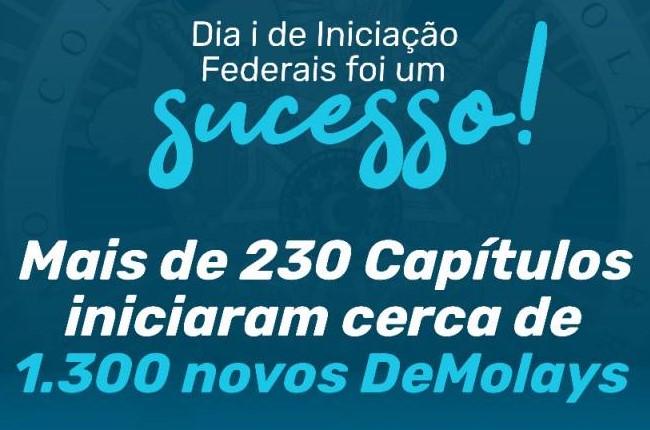 Dia i de Iniciação
Federais foi um
sucesso!
Mais de 230 Capítulos
iniciaram cerca de
1.300 novos DeMolays